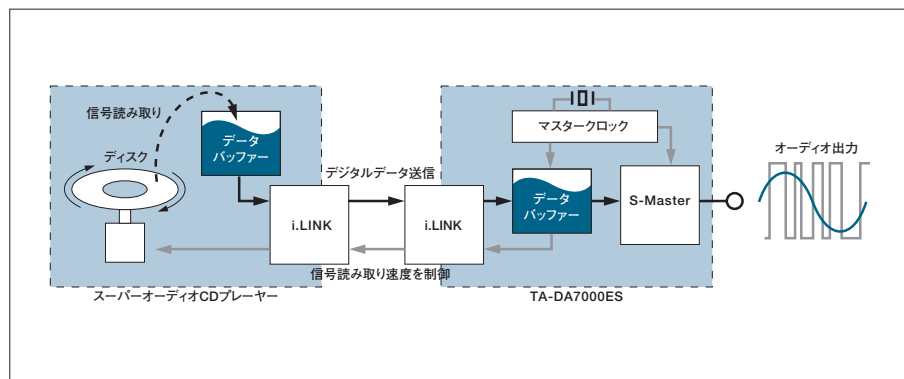 信号読み取り
データ
バッファー
ディスク
i.LINK
デジタルデータ送信
i.LINK
信号読み取り速度を制御
スーパーオーディオCDプレーヤー
マスタークロック
データ
バッファー
S-Master
TA-DA7000ES
オーディオ出力